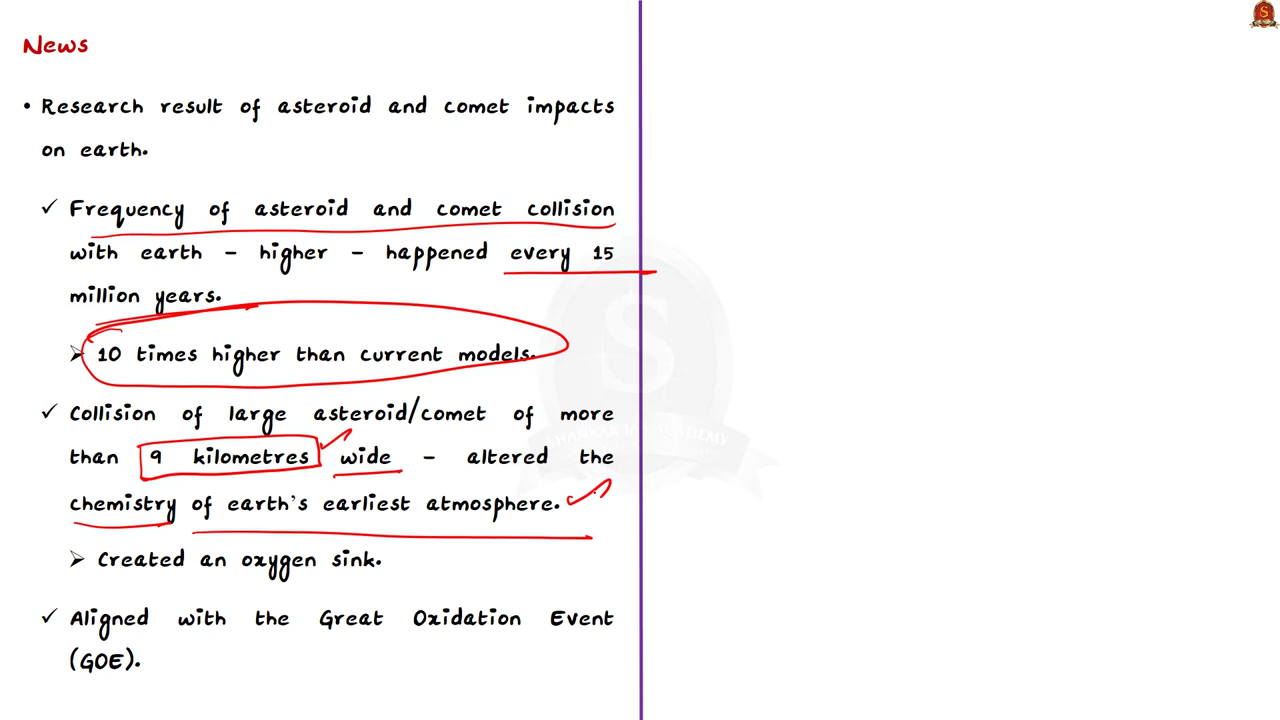 News
• Research result of asteroid and comet impacts
on earth.
✓ Frequency of asteroid and comet collision
with earth – higher – happened every 15
million years.
➢ 10 times higher than current models.
✓ Collision of large asteroid/comet of more
than 9 kilometres wide – altered the
chemistry of earth's earliest atmosphere.
➢ Created an oxygen sink.
✓ Aligned with the Great Oxidation Event
(GOE).
S
S